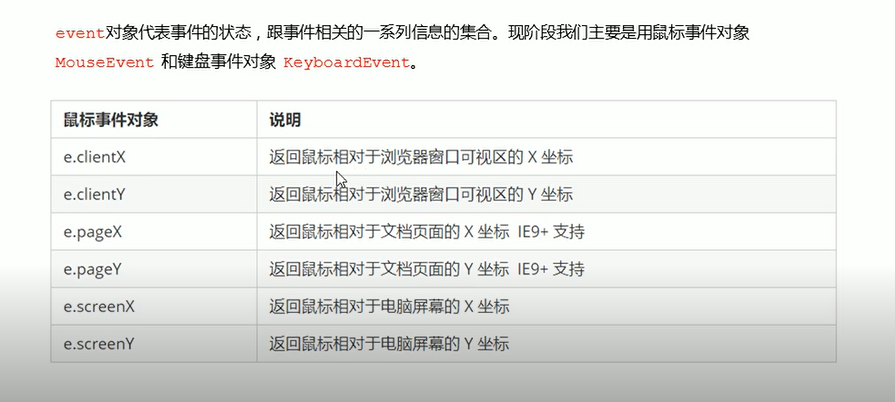 event对象代表事件的状态，跟事件相关的一系列信息的集合。现阶段我们主要是用鼠标事件对象
MouseEvent 和键盘事件对象 KeyboardEvent。
鼠标事件对象 说明
e.clientX 返回鼠标相对于浏览器窗口可视区的 X 坐标
e.clientY 返回鼠标相对于浏览器窗口可视区的 Y 坐标
e.pageX 返回鼠标相对于文档页面的 X 坐标 IE9+ 支持
e.pageY 返回鼠标相对于文档页面的 Y 坐标 IE9+ 支持
e.screenX 返回鼠标相对于电脑屏幕的 X 坐标
e.screenY 返回鼠标相对于电脑屏幕的 Y 坐标